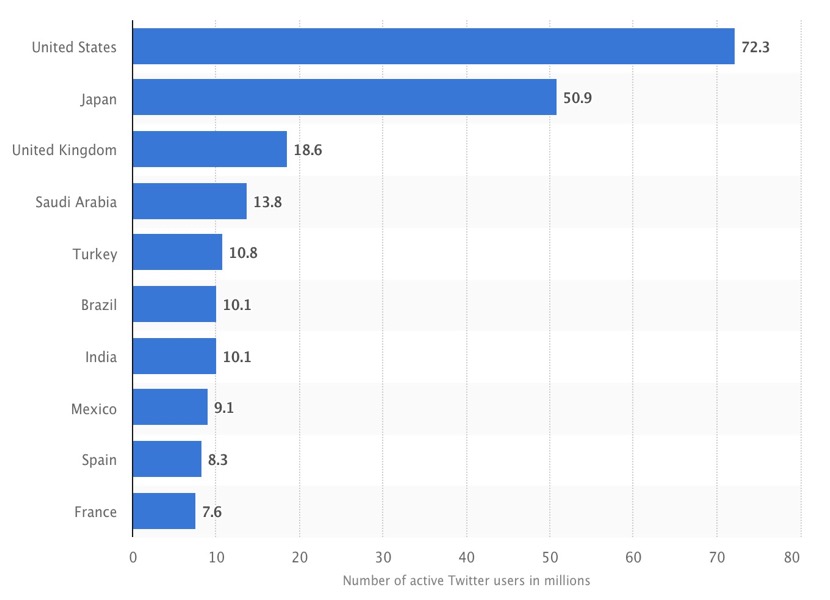 United States 72.3
Japan 50.9
United Kingdom 18.6
Saudi Arabia 13.8
Turkey 10.8
Brazil 10.1
India 10.1
Mexico 9.1
Spain 8.3
France 7.6
0 10 20 30 40 50 60 70 80
Number of active Twitter users in millions